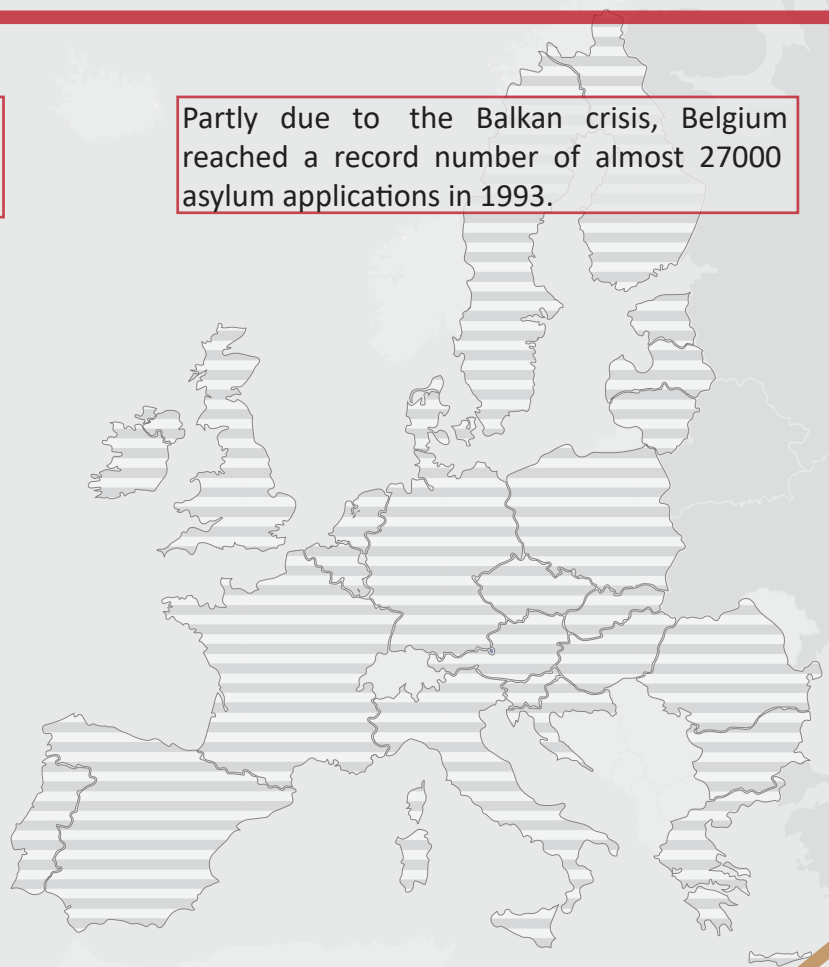 Partly due to the Balkan crisis, Belgium
reached a record number of almost 27000
asylum applications in 1993.